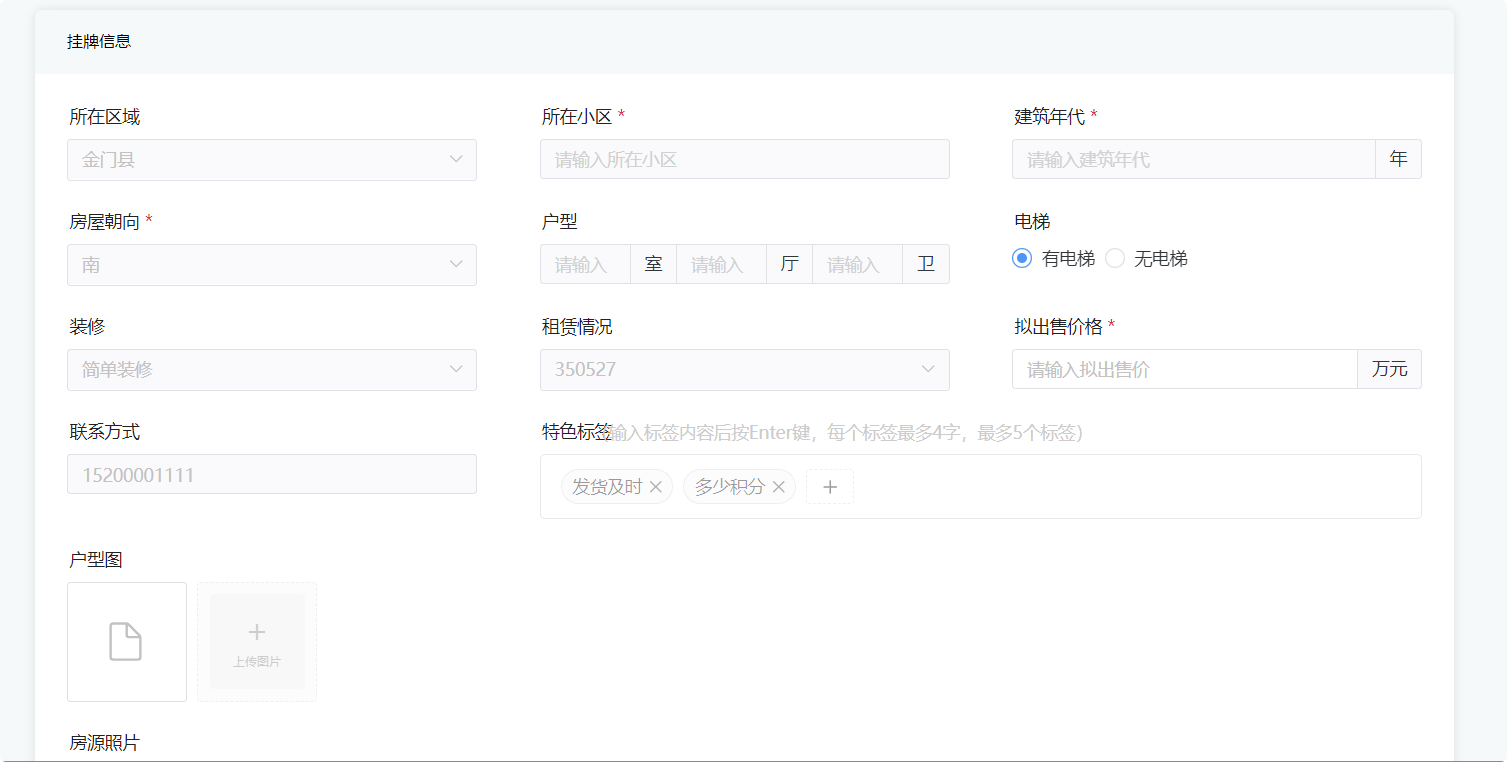 挂牌信息
所在区域 所在小区 * 建筑年代 *
金门县 请输入所在小区 请输入建筑年代 年
房屋朝向 * 户型 电梯
南 请输入 室 请输入 厅 请输入 卫 有电梯 无电梯
装修 租赁情况 拟出售价格 *
简单装修 350527 请输入拟出售价 万元
联系方式 特色标签 输入标签内容后按Enter键，每个标签最多4字，最多5个标签)
15200001111 发货及时 多少积分
户型图
上传图片
房源照片